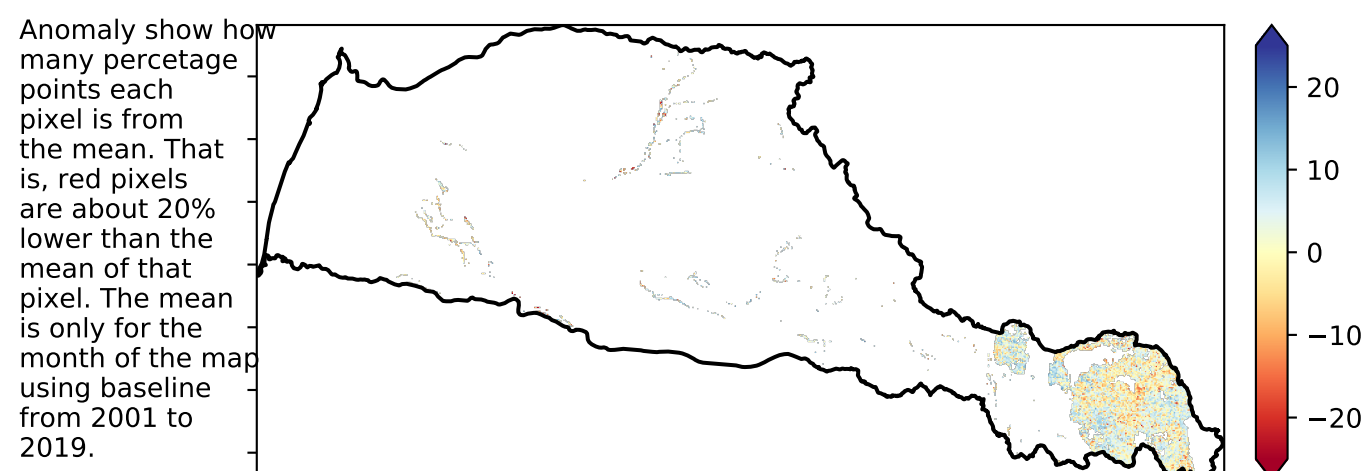 Anomaly show how
many percetage
points each
pixel is from
the mean. That
is, red pixels
are about 20%
lower than the
mean of that
pixel. The mean
is only for the
month of the map
using baseline
from 2001 to
2019.
20
10
0
−10
−20